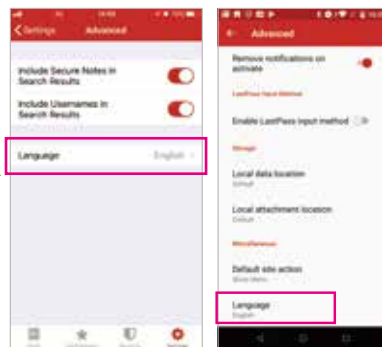 Settings
Advanced
Include Secure Notes in
Search Results
Include Usernames in
Search Results
Language
English
Advanced
Remove notifications on
activate
LastPass Input Method
Enable LastPass input method
Storage
Local data location
Default
Local attachment location
Default
Miscellaneous
Default site action
Show Menu
Language
English